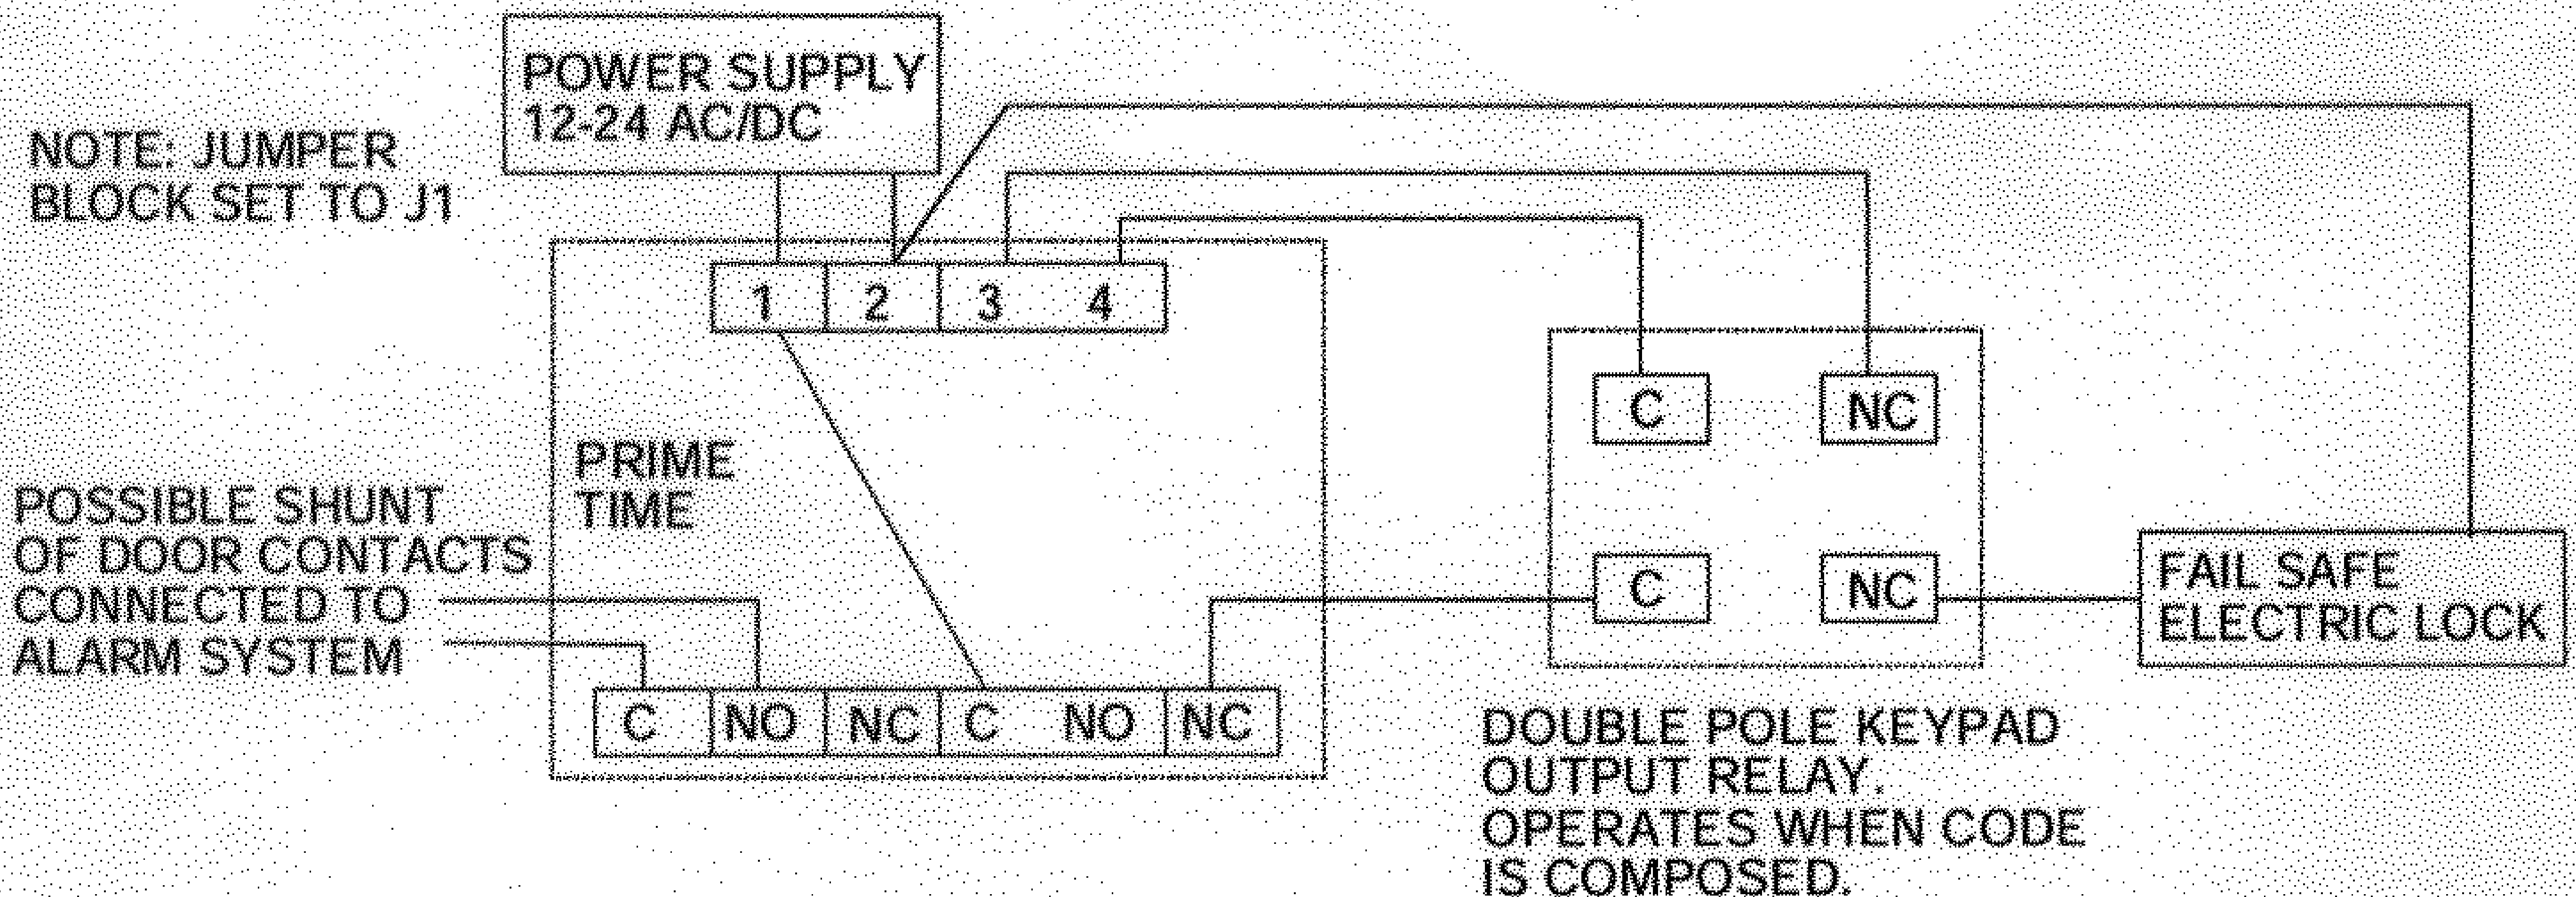 POWER SUPPLY
12-24 AC/DC
NOTE: JUMPER
BLOCK SET TO J1
1 2 3 4
C NC
PRIME
TIME
POSSIBLE SHUNT
OF DOOR CONTACTS
CONNECTED TO
ALARM SYSTEM
C NC
FAIL SAFE
ELECTRIC LOCK
C NO NC C NO NC
DOUBLE POLE KEYPAD
OUTPUT RELAY.
OPERATES WHEN CODE
IS COMPOSED.